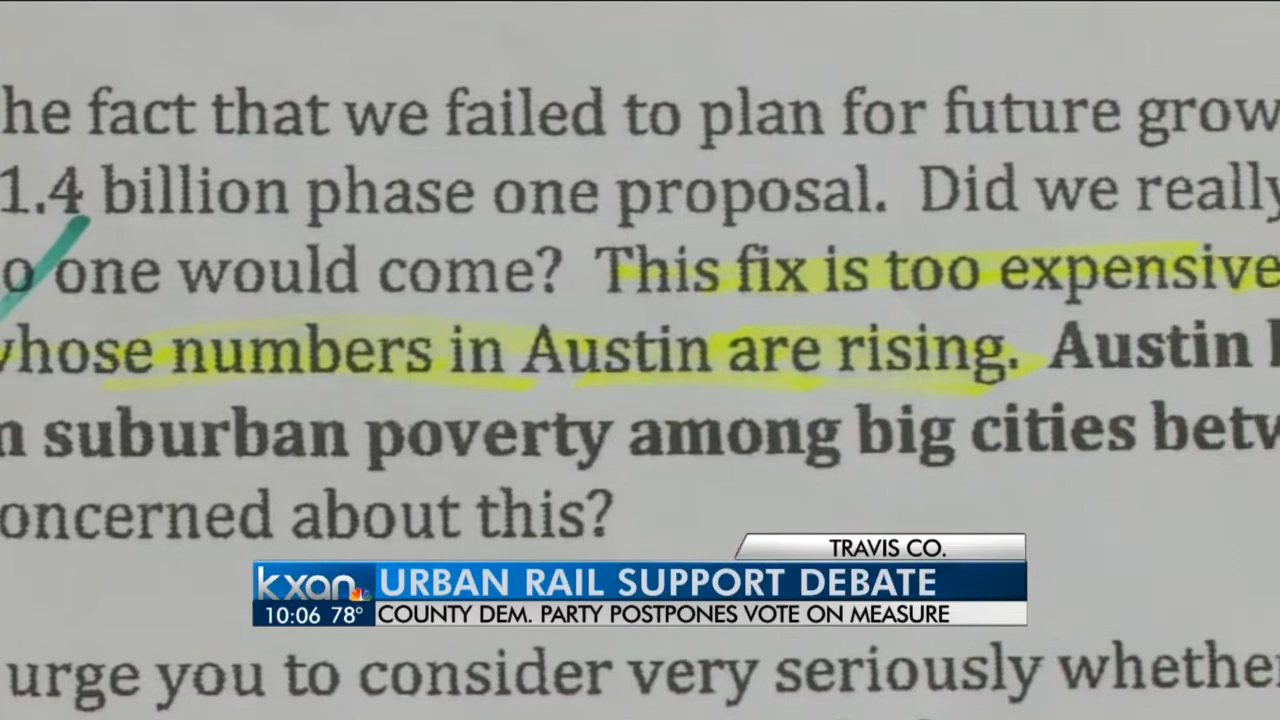 he fact that we failed to plan for future grow
1.4 billion phase one proposal. Did we really
o one would come? This fix is too expensive
whose numbers in Austin are rising. Austin
n suburban poverty among big cities betw
oncerned about this?
TRAVIS CO.
kxan URBAN RAIL SUPPORT DEBATE
10:06 78° COUNTY DEM. PARTY POSTPONES VOTE ON MEASURE
urge you to consider very seriously whether